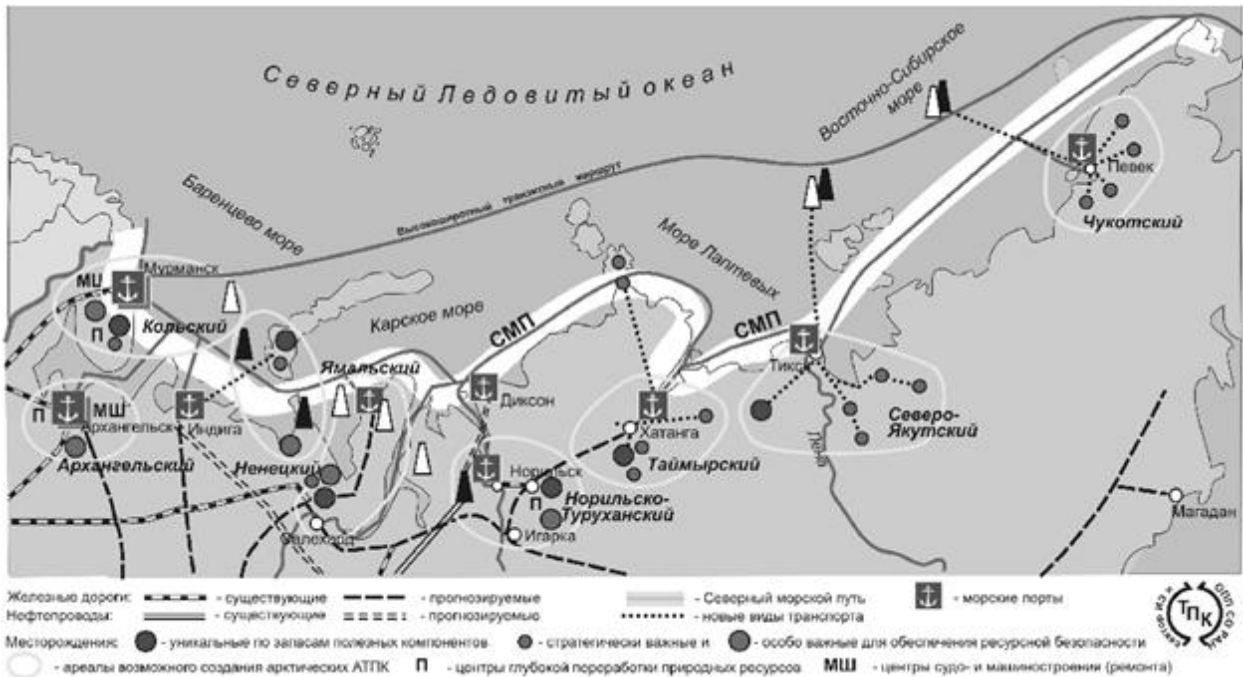 Северный Ледовитый океан
Восточно-Сибирское
море
Баренцево море
Высокоширотный транзитный маршрут
Море Лаптевых
Карское море
СМП
СМП
Певек
Чукотский
Мурманск
МШ
П
Кольский
Ямальский
Диксон
Тикси
Северо-
Якутский
Лена
П
МШ
Архангельск
Индига
Архангельский
Ненецкий
Хатанга
Таймырский
Норильск
П
Норильско-
Туруханский
Игарка
Салехард
Магадан
Железные дороги: - существующие - прогнозируемые - Северный морской путь - морские порты
Нефтепроводы: - существующие - прогнозируемые - новые виды транспорта
Месторождения: - уникальные по запасам полезных компонентов - стратегически важные и - особо важные для обеспечения ресурсной безопасности
- ареалы возможного создания арктических АТПК П - центры глубокой переработки природных ресурсов МШ - центры судо- и машиностроения (ремонта)
ТПК